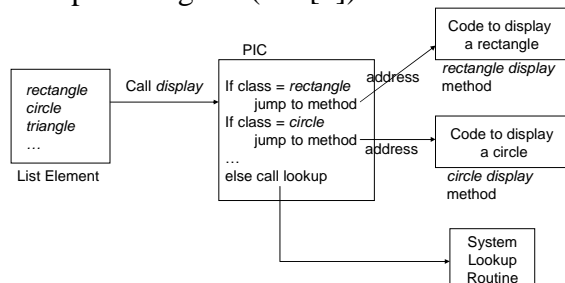 PIC
If class = rectangle
jump to method
If class = circle
jump to method
…
else call lookup
rectangle
circle
triangle
…
List Element
Call display
address
address
Code to display
a rectangle
rectangle display
method
Code to display
a circle
circle display
method
System
Lookup
Routine